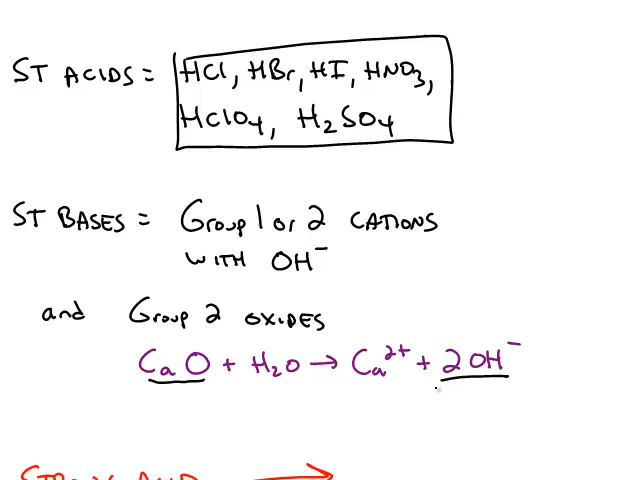 ST ACIDS = HCl, HBr, HI, HNO3,
HClO4, H2SO4
ST BASES = Group 1 or 2 CATIONS
WITH OH⁻
and Group 2 OXIDES
CaO + H2O → Ca²⁺ + 2OH⁻
ACID →